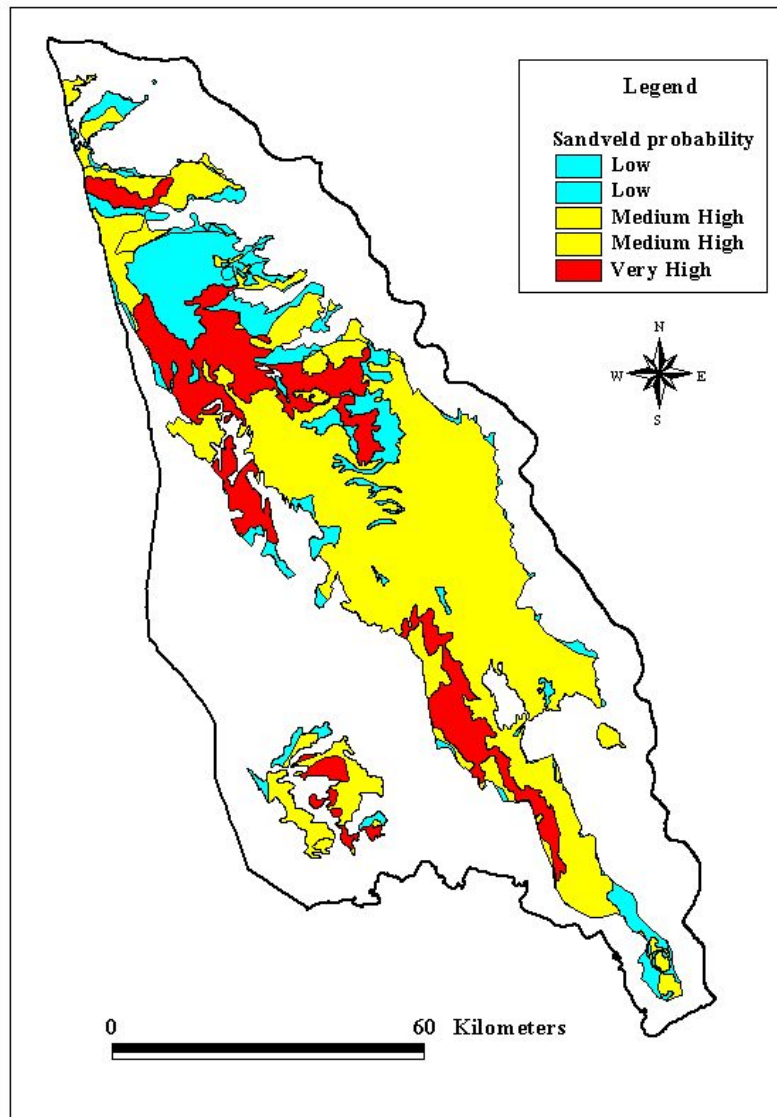 Legend
Sandveld probability
Low
Low
Medium High
Medium High
Very High
N
W E
S
0 60 Kilometers